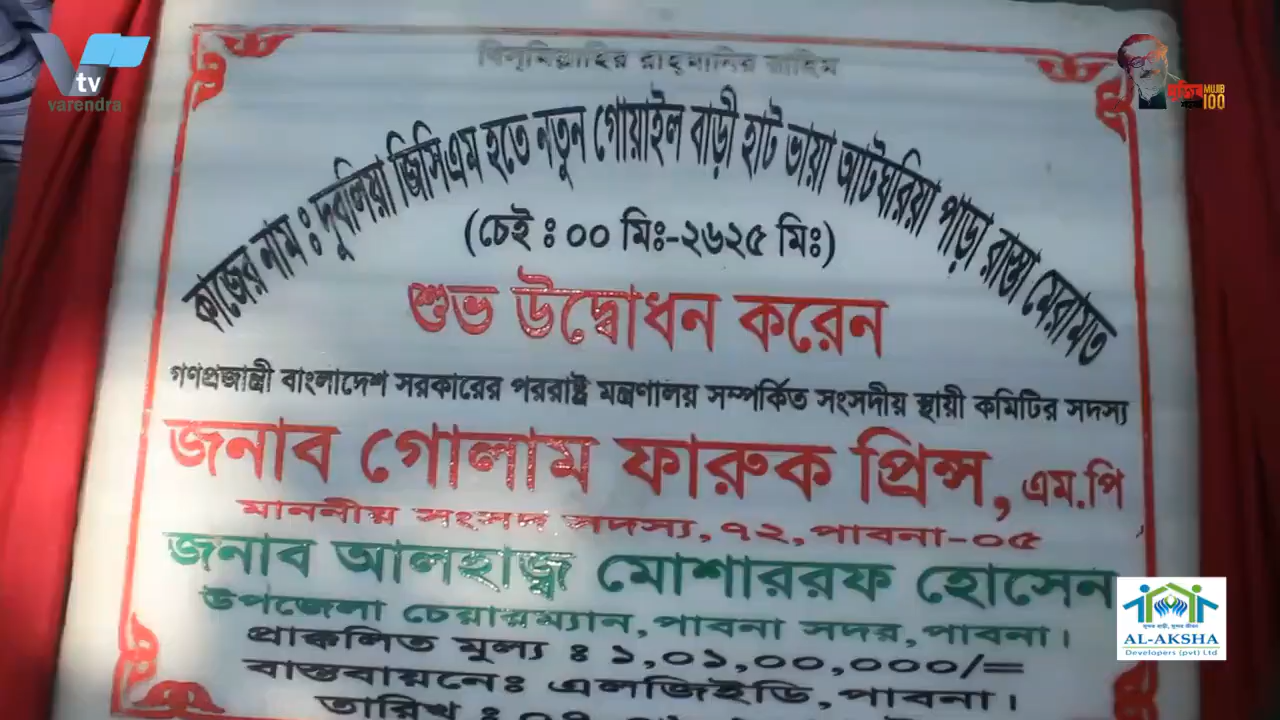 tv
varendra
মুজিব MUJIB
100
বিস্‌মিল্লাহির রাহ্‌মানির রাহিম
কাজের নাম ঃ দুবলিয়া জিসিএম হতে নতুন গোয়াইল বাড়ী হাট ভায়া আটঘরিয়া পাড়া রাস্তা মেরামত
(চেই ঃ ০০ মিঃ-২৬২৫ মিঃ)
শুভ উদ্বোধন করেন
গণপ্রজান্ত্রী বাংলাদেশ সরকারের পররাষ্ট্র মন্ত্রণালয় সম্পর্কিত সংসদীয় স্থায়ী কমিটির সদস্য
জনাব গোলাম ফারুক প্রিন্স, এম.পি
মাননীয় সংসদ সদস্য, ৭২, পাবনা-০৫
জনাব আলহাজ্ব মোশাররফ হোসেন
উপজেলা চেয়ারম্যান, পাবনা সদর, পাবনা।
প্রাক্কলিত মূল্য ঃ ১,০১,০০,০০০/=
বাস্তবায়নেঃ এলজিইডি, পাবনা।
তারিখ ঃ
AL-AKSHA
Developers (pvt) Ltd